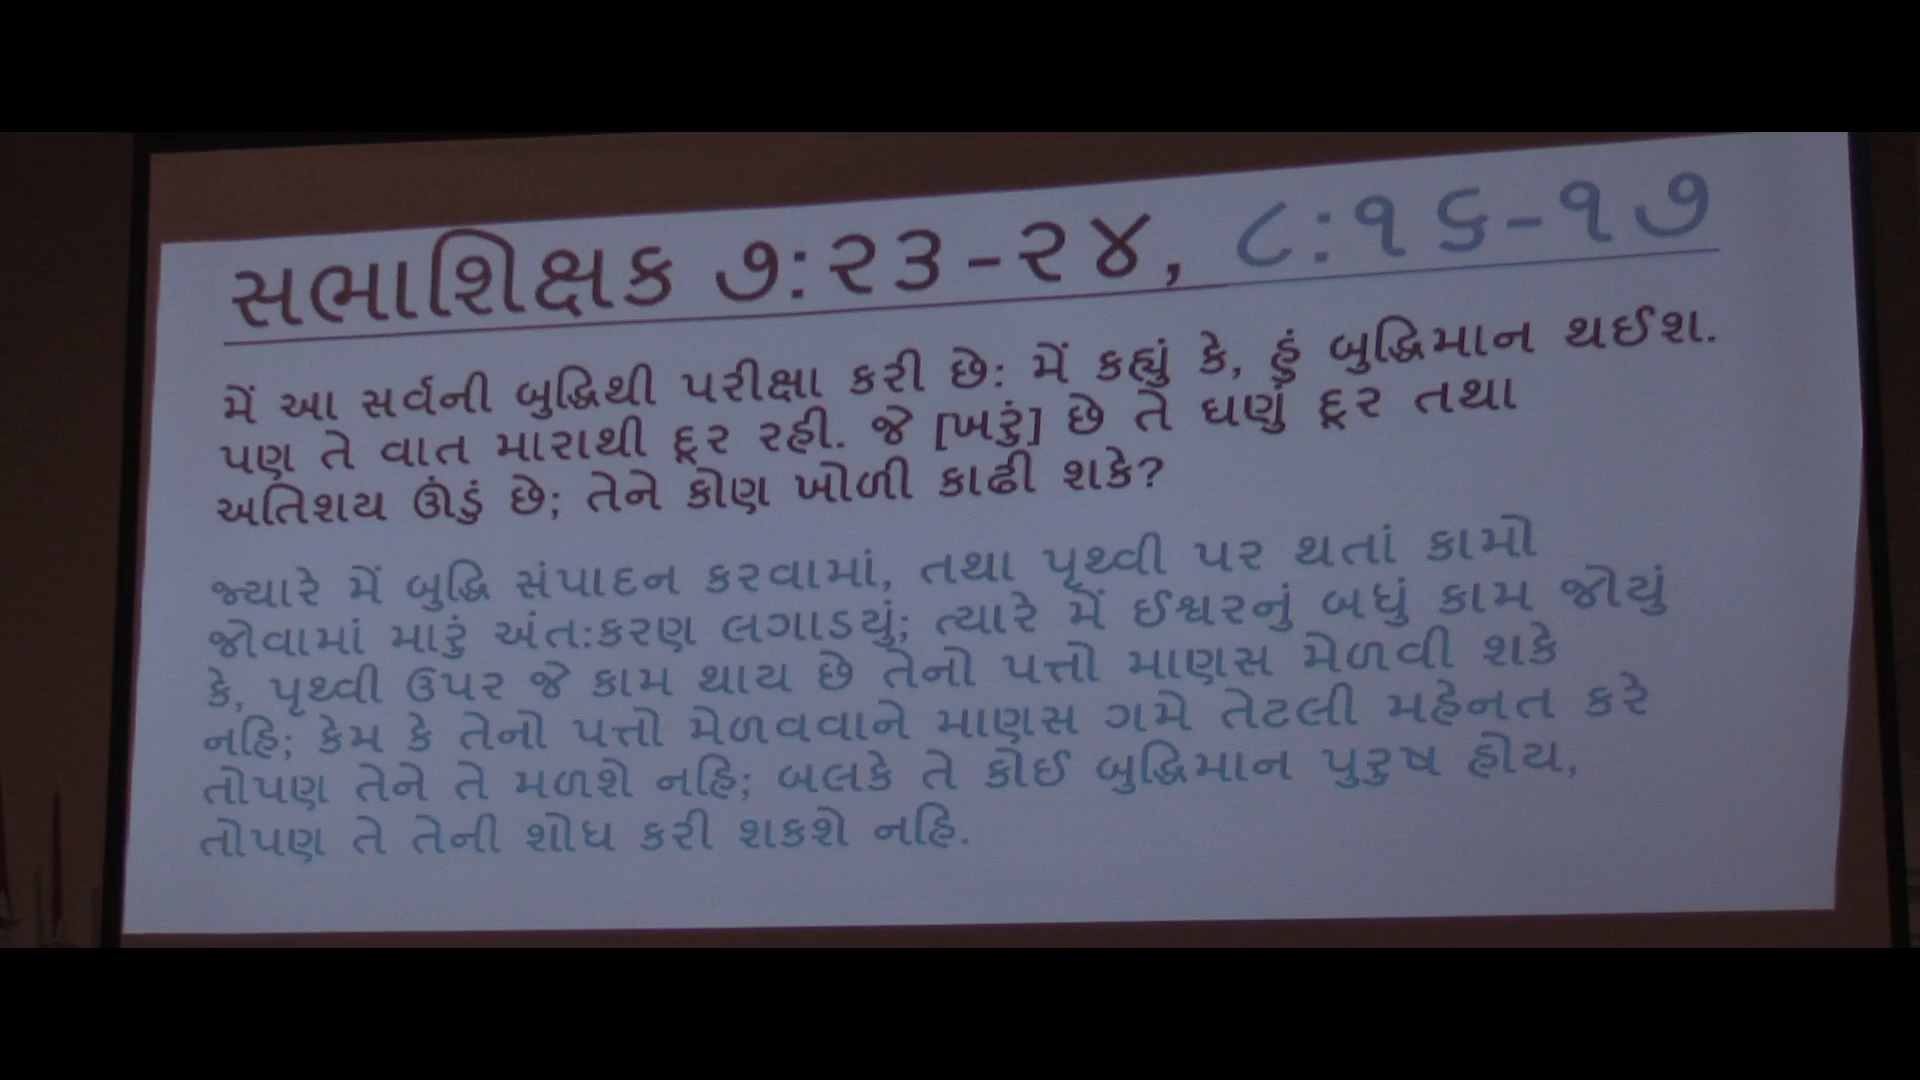 સભાશિક્ષક ૭:૨૩-૨૪, ૮:૧૬-૧૭
મેં આ સર્વની બુદ્ધિથી પરીક્ષા કરી છે: મેં કહ્યું કે, હું બુદ્ધિમાન થઈશ.
પણ તે વાત મારાથી દૂર રહી. જે [ખરું] છે તે ઘણું દૂર તથા
અતિશય ઊંડું છે; તેને કોણ ખોળી કાઢી શકે?
જ્યારે મેં બુદ્ધિ સંપાદન કરવામાં, તથા પૃથ્વી પર થતાં કામો
જોવામાં મારું અંત:કરણ લગાડયું; ત્યારે મેં ઈશ્વરનું બધું કામ જોયું
કે, પૃથ્વી ઉપર જે કામ થાય છે તેનો પત્તો માણસ મેળવી શકે
નહિ; કેમ કે તેનો પત્તો મેળવવાને માણસ ગમે તેટલી મહેનત કરે
તોપણ તેને તે મળશે નહિ; બલકે તે કોઈ બુદ્ધિમાન પુરુષ હોય,
તોપણ તે તેની શોધ કરી શકશે નહિ.